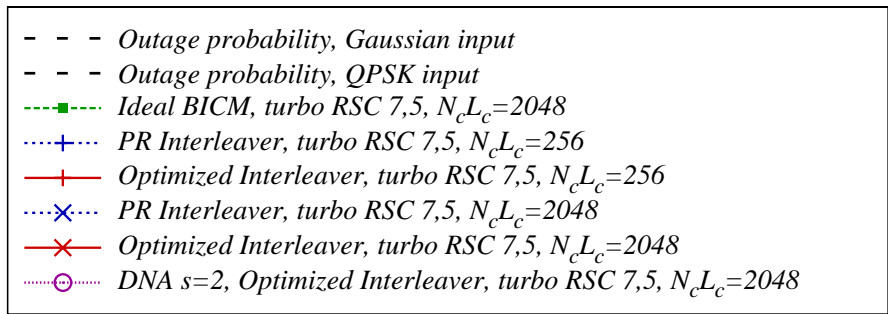 Outage probability, Gaussian input
Outage probability, QPSK input
Ideal BICM, turbo RSC 7,5, N_cL_c=2048
PR Interleaver, turbo RSC 7,5, N_cL_c=256
Optimized Interleaver, turbo RSC 7,5, N_cL_c=256
PR Interleaver, turbo RSC 7,5, N_cL_c=2048
Optimized Interleaver, turbo RSC 7,5, N_cL_c=2048
DNA s=2, Optimized Interleaver, turbo RSC 7,5, N_cL_c=2048